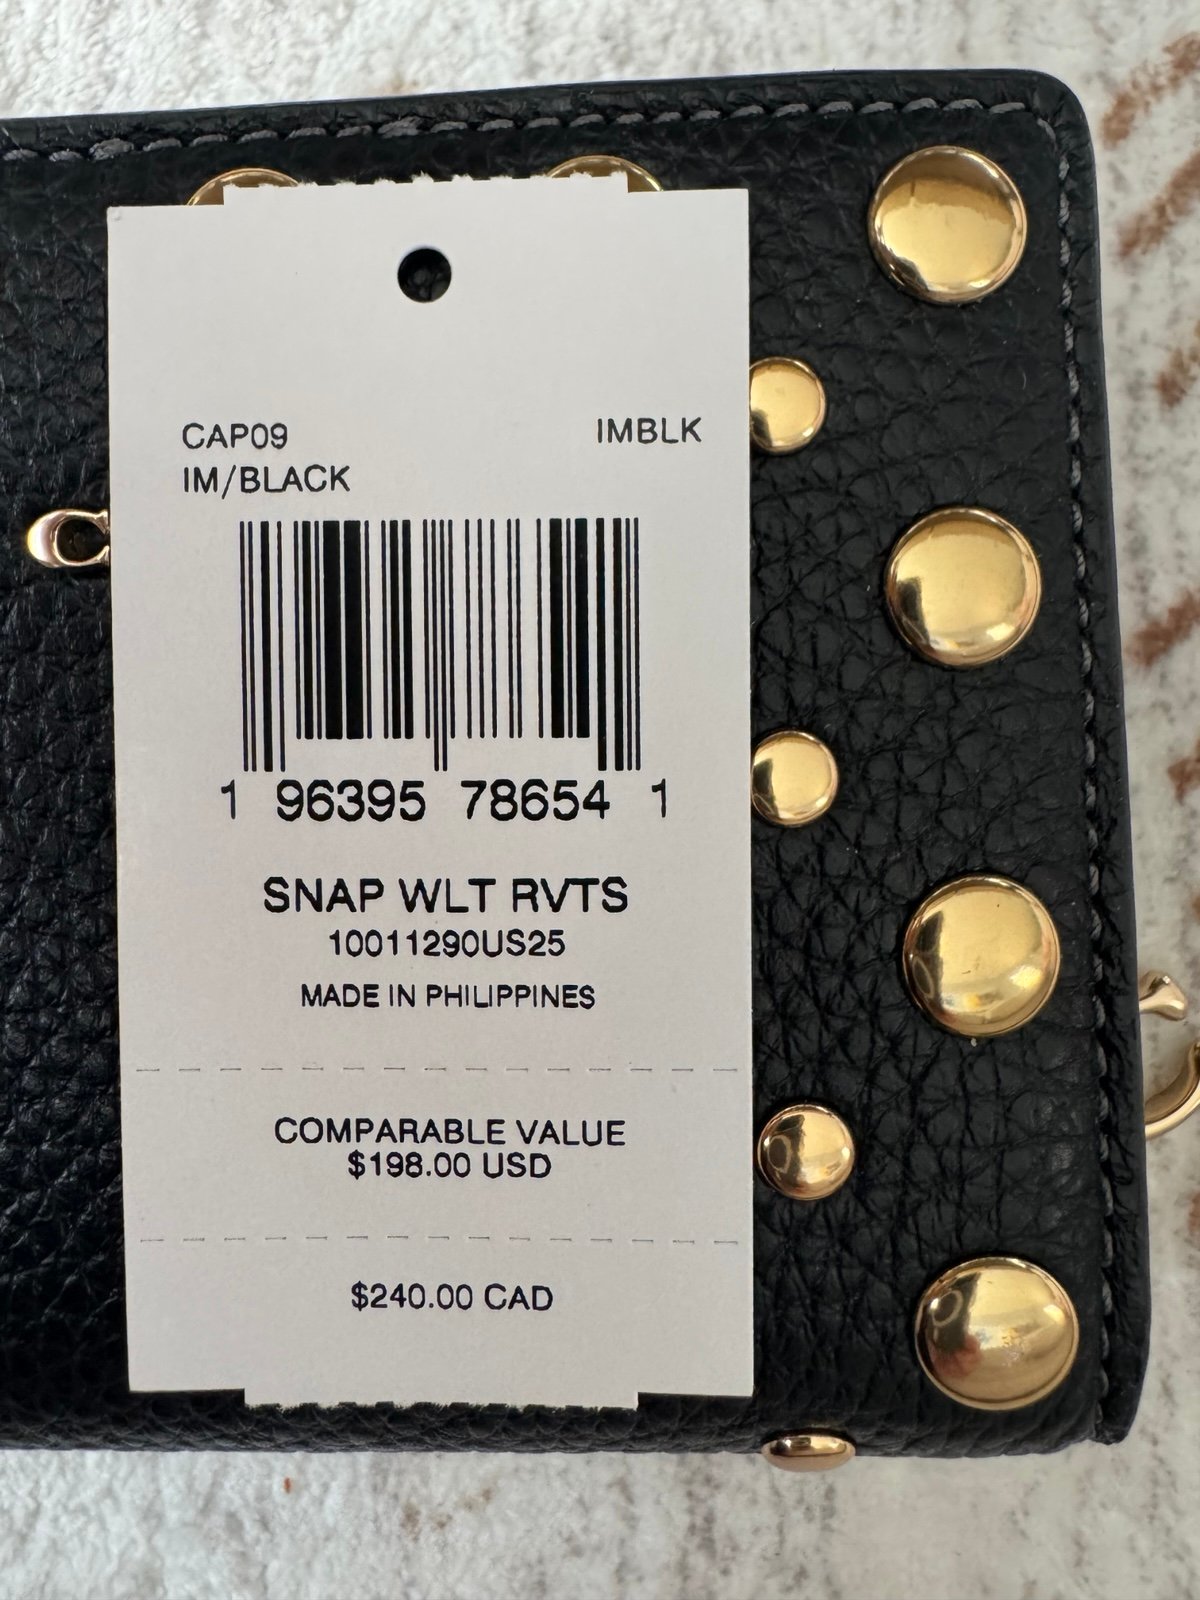 CAP09 IMBLK
IM/BLACK
1 96395 78654 1
SNAP WLT RVTS
10011290US25
MADE IN PHILIPPINES
COMPARABLE VALUE
$198.00 USD
$240.00 CAD